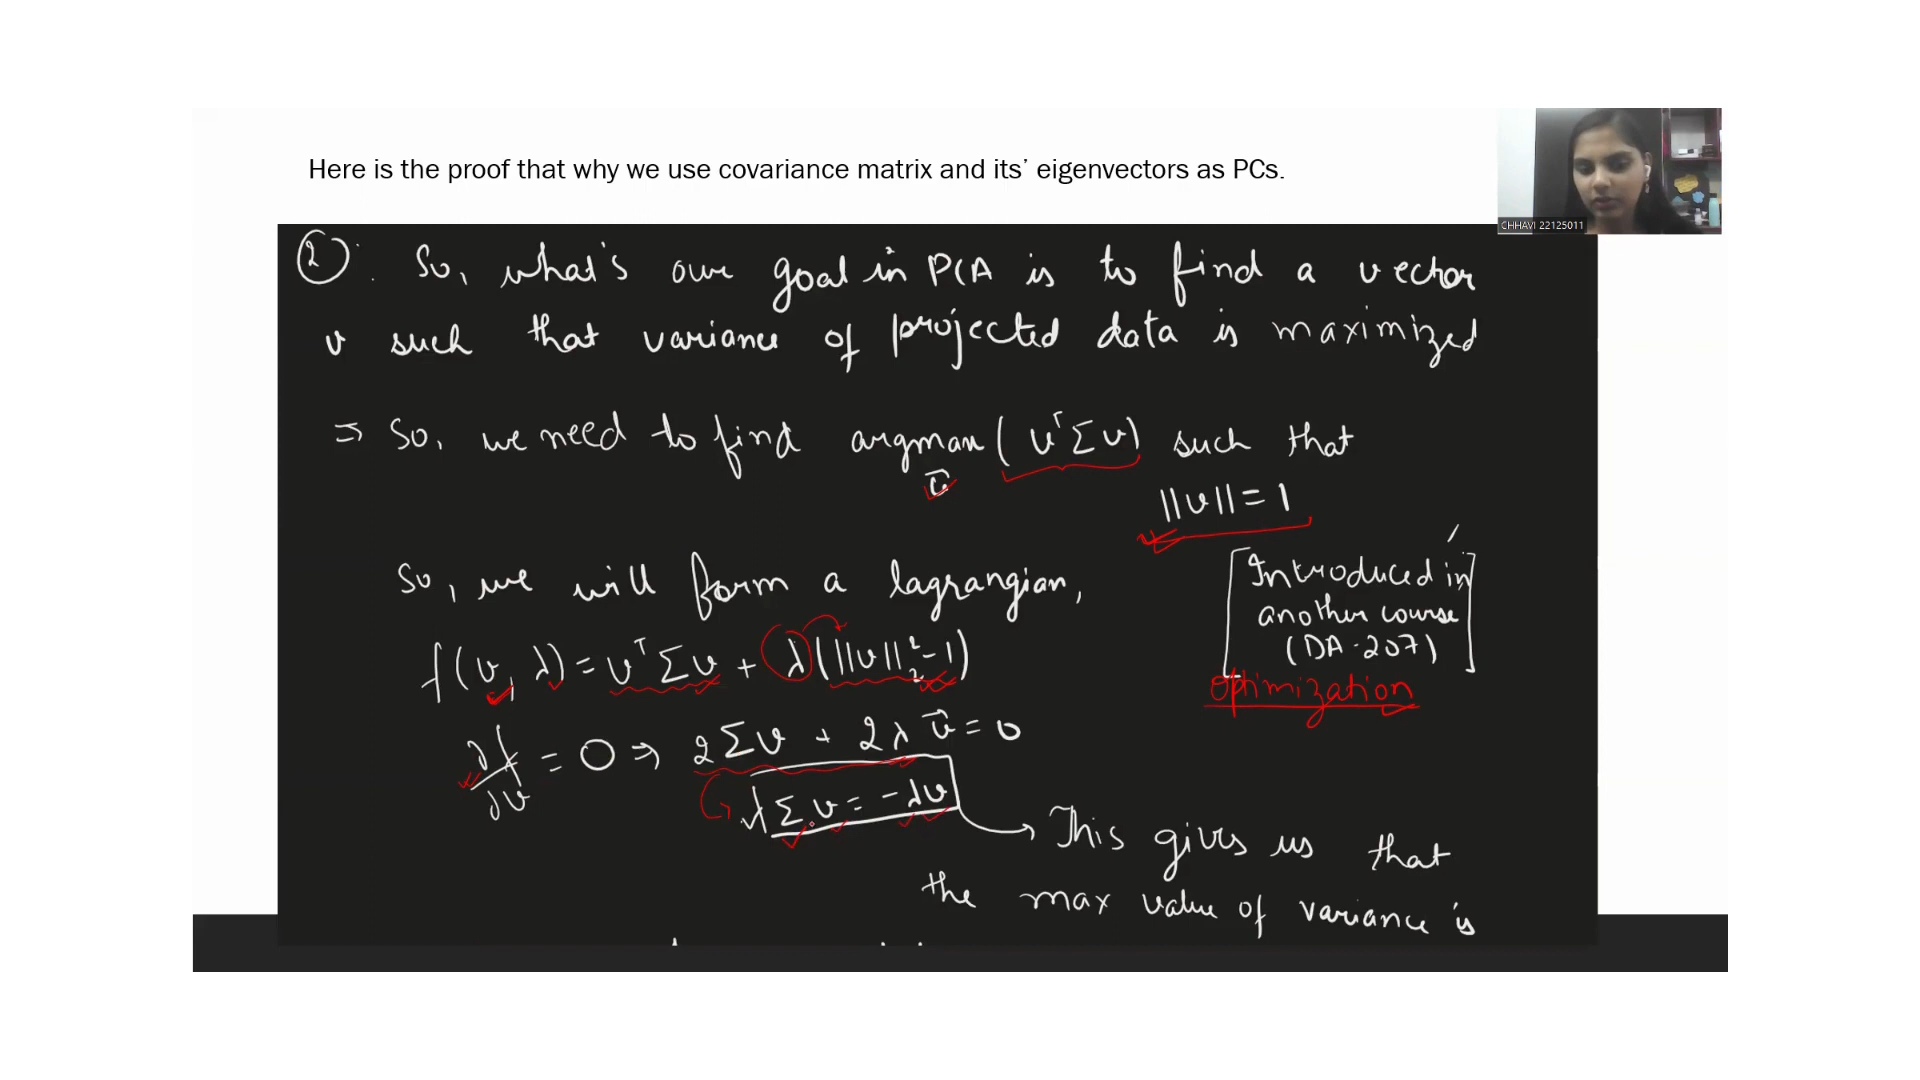 Here is the proof that why we use covariance matrix and its’ eigenvectors as PCs.
CHHAVI 22125011
2: So, what's our goal in PCA is to find a vector
v such that variance of projected data is maximized
⇒ So, we need to find argmax (vᵀΣv) such that
v⃗
||v|| = 1
So, we will form a lagrangian,
[Introduced in
another course
(DA-207)]
Optimization
f(v, λ) = vᵀΣv + λ(||v||₂² - 1)
∂f/∂v = 0 ⇒ 2Σv + 2λv⃗ = 0
Σv = -λv
→ This gives us that
the max value of variance is